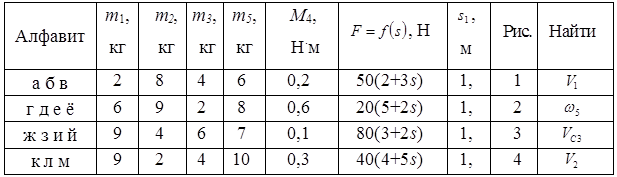 Алфавит m₁, кг m₂, кг m₃, кг m₅, кг M₄, Н·м F = f(s), Н s₁, м Рис. Найти
а б в 2 8 4 6 0,2 50(2+3s) 1, 1 V₁
г д е ё 6 9 2 8 0,6 20(5+2s) 1, 2 ω₅
ж з и й 9 4 6 7 0,1 80(3+2s) 1, 3 V_C3
к л м 9 2 4 10 0,3 40(4+5s) 1, 4 V₂